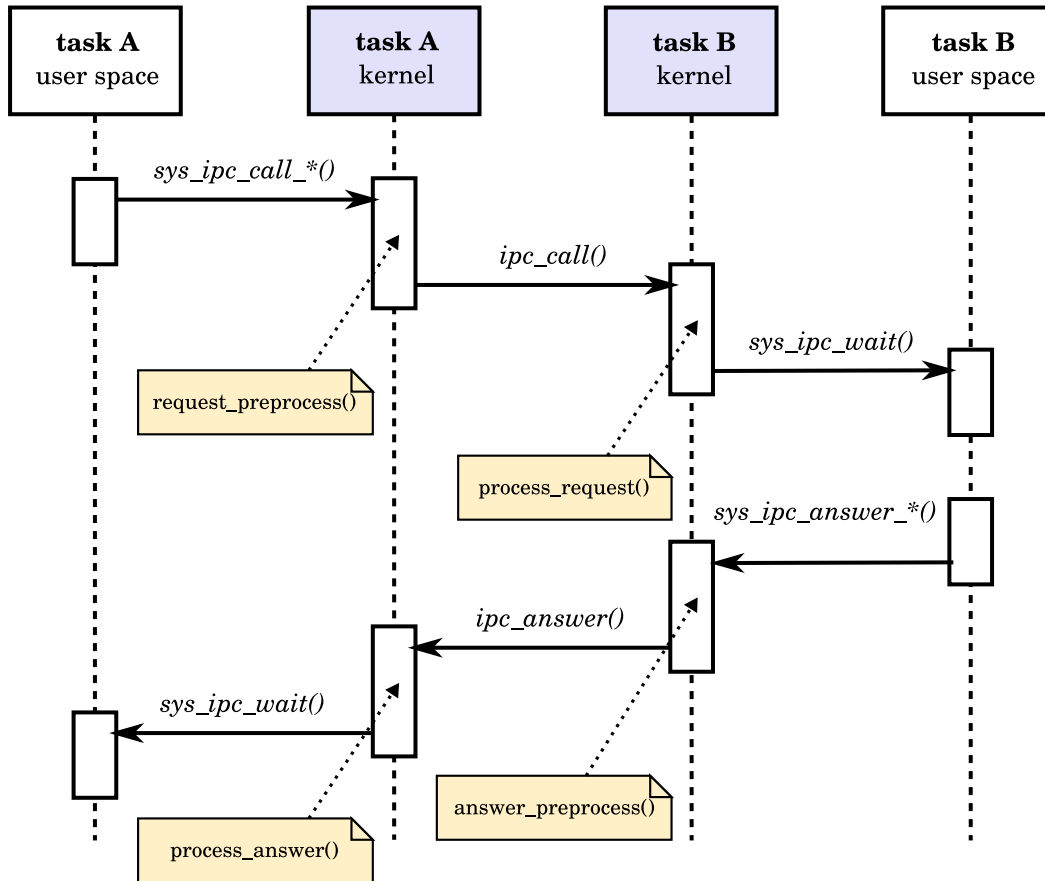 task A
user space
task A
kernel
task B
kernel
task B
user space
sys_ipc_call_*()
ipc_call()
sys_ipc_wait()
request_preprocess()
process_request()
sys_ipc_answer_*()
ipc_answer()
sys_ipc_wait()
answer_preprocess()
process_answer()